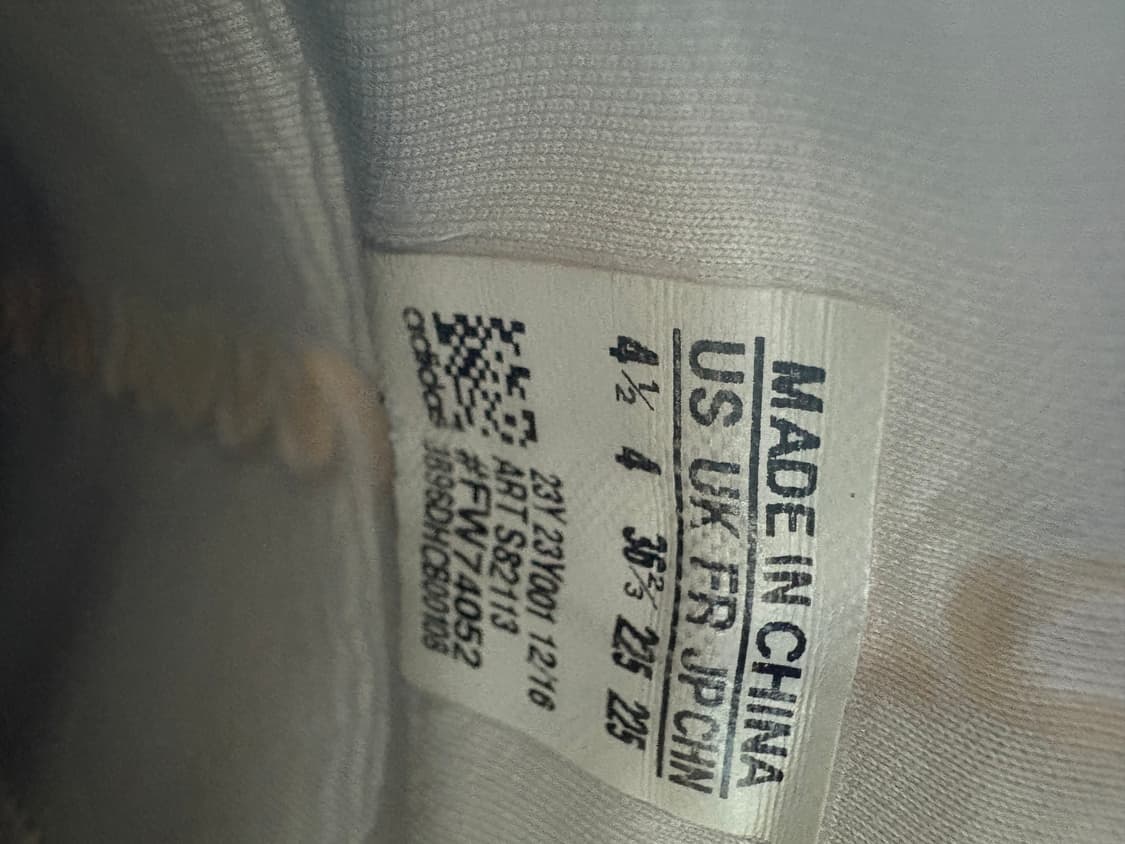 MADE IN CHINA
US UK FR JP CHN
4½ 4 36⅔ 225 225
23Y 23Y001 12/16
ART S82113
#FW74052
adidas